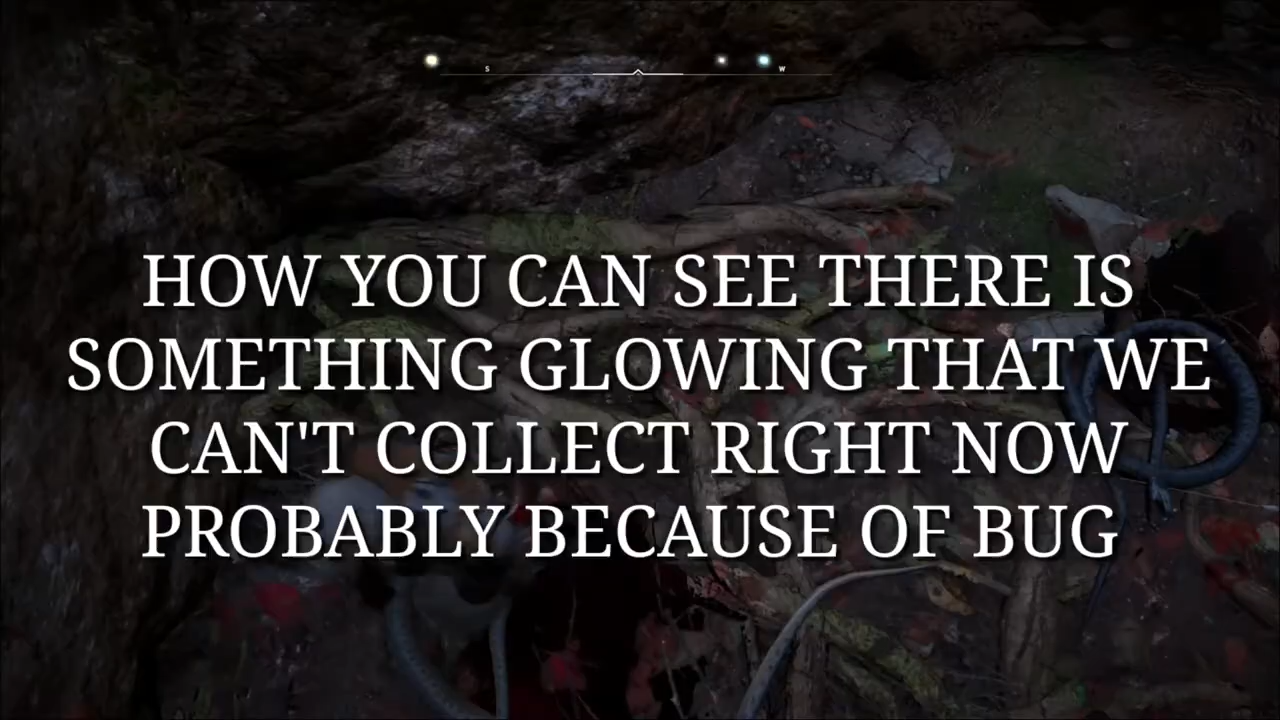 S W
HOW YOU CAN SEE THERE IS
SOMETHING GLOWING THAT WE
CAN'T COLLECT RIGHT NOW
PROBABLY BECAUSE OF BUG